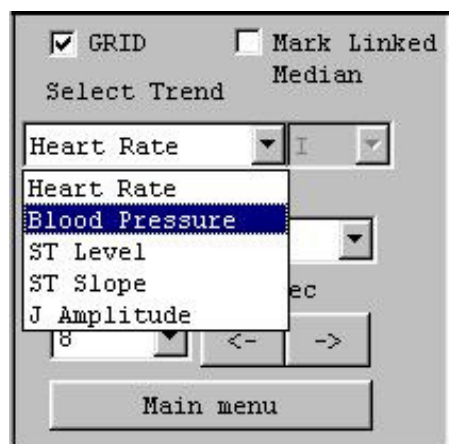 GRID
Mark Linked Median
Select Trend
Heart Rate
I
Heart Rate
Blood Pressure
ST Level
ST Slope
J Amplitude
ec
8
<-
->
Main menu